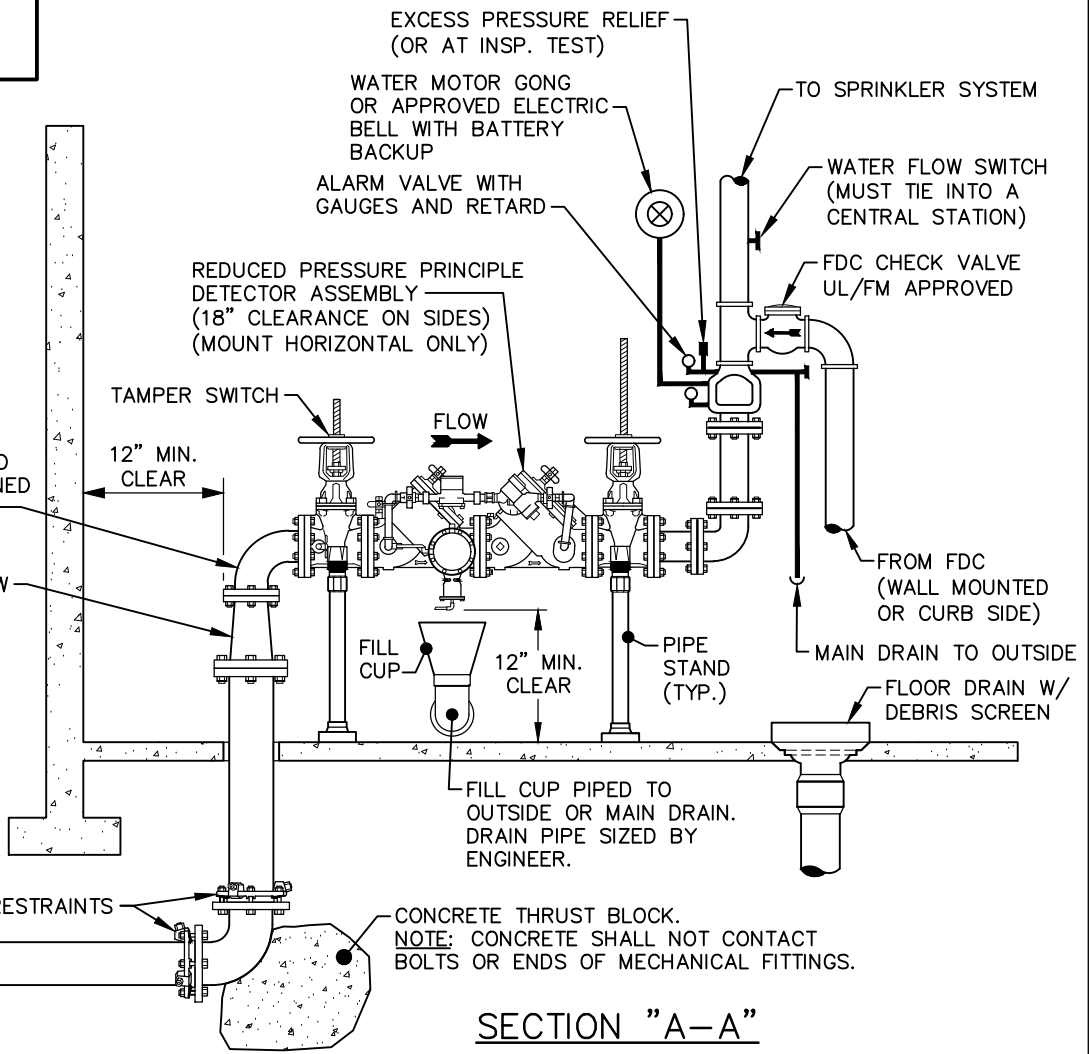 EXCESS PRESSURE RELIEF
(OR AT INSP. TEST)
WATER MOTOR GONG
OR APPROVED ELECTRIC
BELL WITH BATTERY
BACKUP
ALARM VALVE WITH
GAUGES AND RETARD
REDUCED PRESSURE PRINCIPLE
DETECTOR ASSEMBLY
(18" CLEARANCE ON SIDES)
(MOUNT HORIZONTAL ONLY)
TAMPER SWITCH
FLOW
12" MIN.
CLEAR
TO SPRINKLER SYSTEM
WATER FLOW SWITCH
(MUST TIE INTO A
CENTRAL STATION)
FDC CHECK VALVE
UL/FM APPROVED
FROM FDC
(WALL MOUNTED
OR CURB SIDE)
MAIN DRAIN TO OUTSIDE
FLOOR DRAIN W/
DEBRIS SCREEN
FILL
CUP
12" MIN.
CLEAR
PIPE
STAND
(TYP.)
FILL CUP PIPED TO
OUTSIDE OR MAIN DRAIN.
DRAIN PIPE SIZED BY
ENGINEER.
RESTRAINTS
CONCRETE THRUST BLOCK.
NOTE: CONCRETE SHALL NOT CONTACT
BOLTS OR ENDS OF MECHANICAL FITTINGS.
SECTION "A-A"